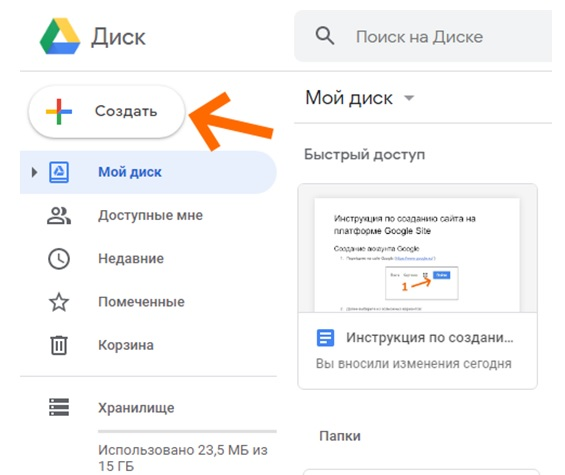 Диск
Поиск на Диске
Создать
Мой диск
Доступные мне
Недавние
Помеченные
Корзина
Хранилище
Использовано 23,5 МБ из
15 ГБ
Мой диск
Быстрый доступ
Инструкция по созданию сайта на
платформе Google Site
Создание аккаунта Google
1
Инструкция по создани...
Вы вносили изменения сегодня
Папки